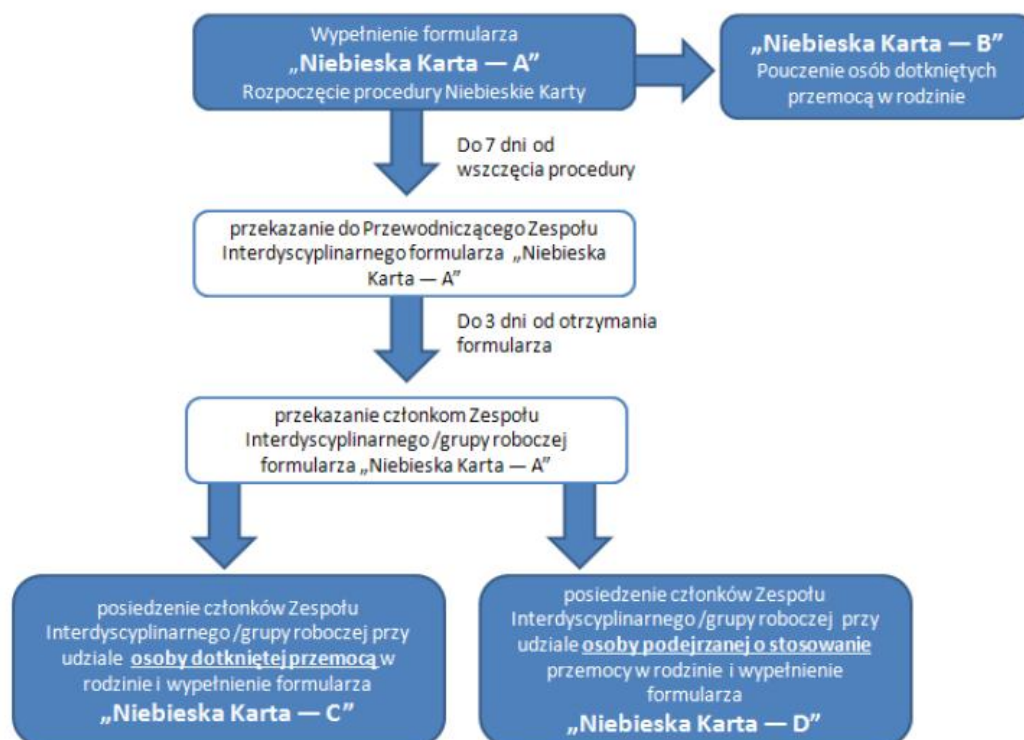 Wypełnienie formularza
„Niebieska Karta — A”
Rozpoczęcie procedury Niebieskie Karty
„Niebieska Karta — B”
Pouczenie osób dotkniętych
przemocą w rodzinie
Do 7 dni od
wszczęcia procedury
przekazanie do Przewodniczącego Zespołu
Interdyscyplinarnego formularza „Niebieska
Karta — A”
Do 3 dni od otrzymania
formularza
przekazanie członkom Zespołu
Interdyscyplinarnego /grupy roboczej
formularza „Niebieska Karta — A”
posiedzenie członków Zespołu
Interdyscyplinarnego /grupy roboczej przy
udziale osoby dotkniętej przemocą w
rodzinie i wypełnienie formularza
„Niebieska Karta — C”
posiedzenie członków Zespołu
Interdyscyplinarnego /grupy roboczej przy
udziale osoby podejrzanej o stosowanie
przemocy w rodzinie i wypełnienie
formularza
„Niebieska Karta — D”